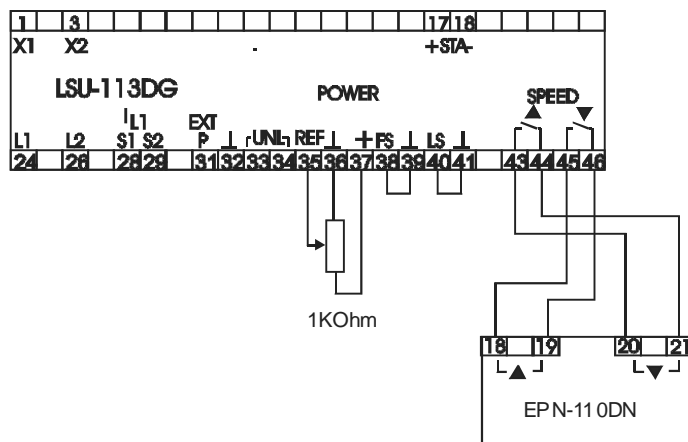 1 3 17 18
X1 X2 - +STA-
LSU-113DG POWER SPEED
IL1 EXT
L1 L2 S1 S2 P ⊥ UNL REF ⊥ + FS ⊥ LS ⊥
24 26 28 29 31 32 33 34 35 36 37 38 39 40 41 43 44 45 46
1KOhm
18 19 20 21
EPN-110DN